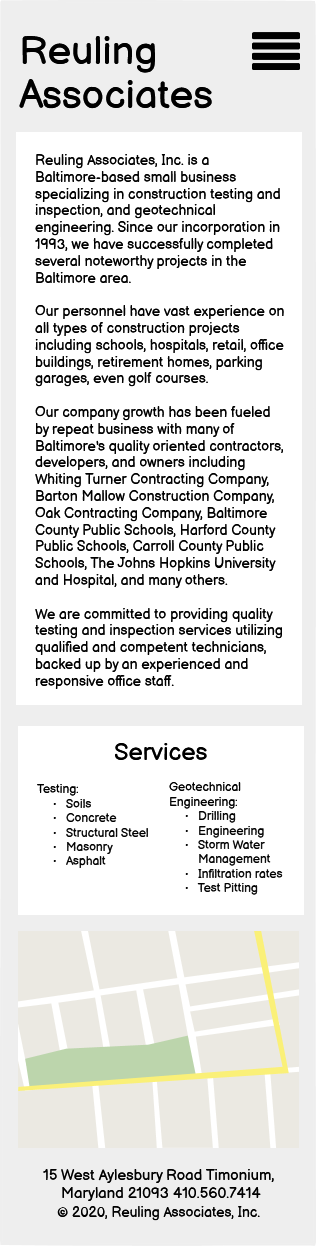 Reuling
Associates
Reuling Associates, Inc. is a
Baltimore-based small business
specializing in construction testing and
inspection, and geotechnical
engineering. Since our incorporation in
1993, we have successfully completed
several noteworthy projects in the
Baltimore area.
Our personnel have vast experience on
all types of construction projects
including schools, hospitals, retail, office
buildings, retirement homes, parking
garages, even golf courses.
Our company growth has been fueled
by repeat business with many of
Baltimore's quality oriented contractors,
developers, and owners including
Whiting Turner Contracting Company,
Barton Mallow Construction Company,
Oak Contracting Company, Baltimore
County Public Schools, Harford County
Public Schools, Carroll County Public
Schools, The Johns Hopkins University
and Hospital, and many others.
We are committed to providing quality
testing and inspection services utilizing
qualified and competent technicians,
backed up by an experienced and
responsive office staff.
Services
Testing:
· Soils
· Concrete
· Structural Steel
· Masonry
· Asphalt
Geotechnical
Engineering:
· Drilling
· Engineering
· Storm Water
Management
· Infiltration rates
· Test Pitting
15 West Aylesbury Road Timonium,
Maryland 21093 410.560.7414
© 2020, Reuling Associates, Inc.